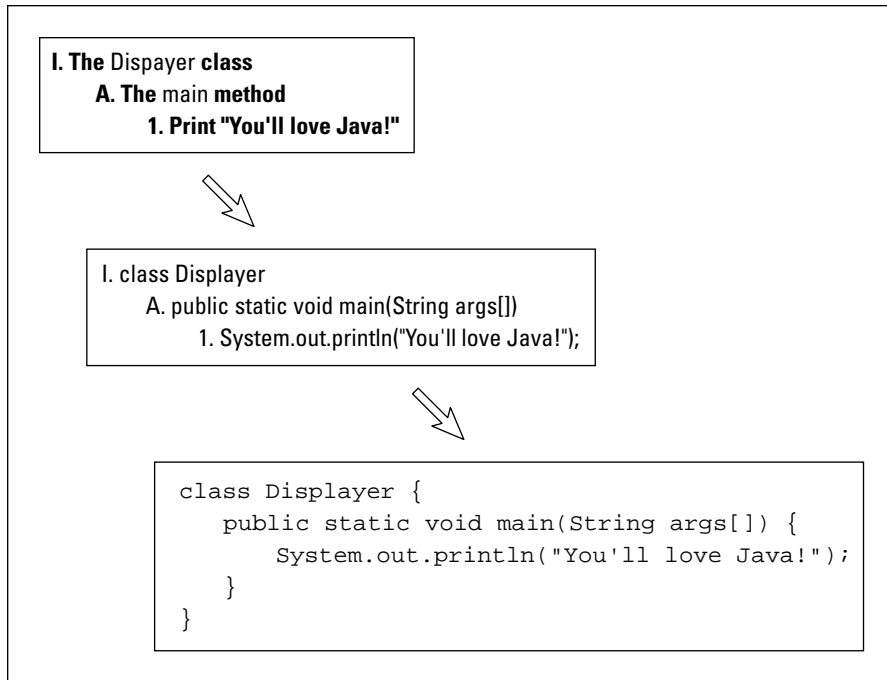 I. The Dispayer class
A. The main method
1. Print "You'll love Java!"
I. class Displayer
A. public static void main(String args[])
1. System.out.println("You'll love Java!");
class Displayer {
public static void main(String args[]) {
System.out.println("You'll love Java!");
}
}